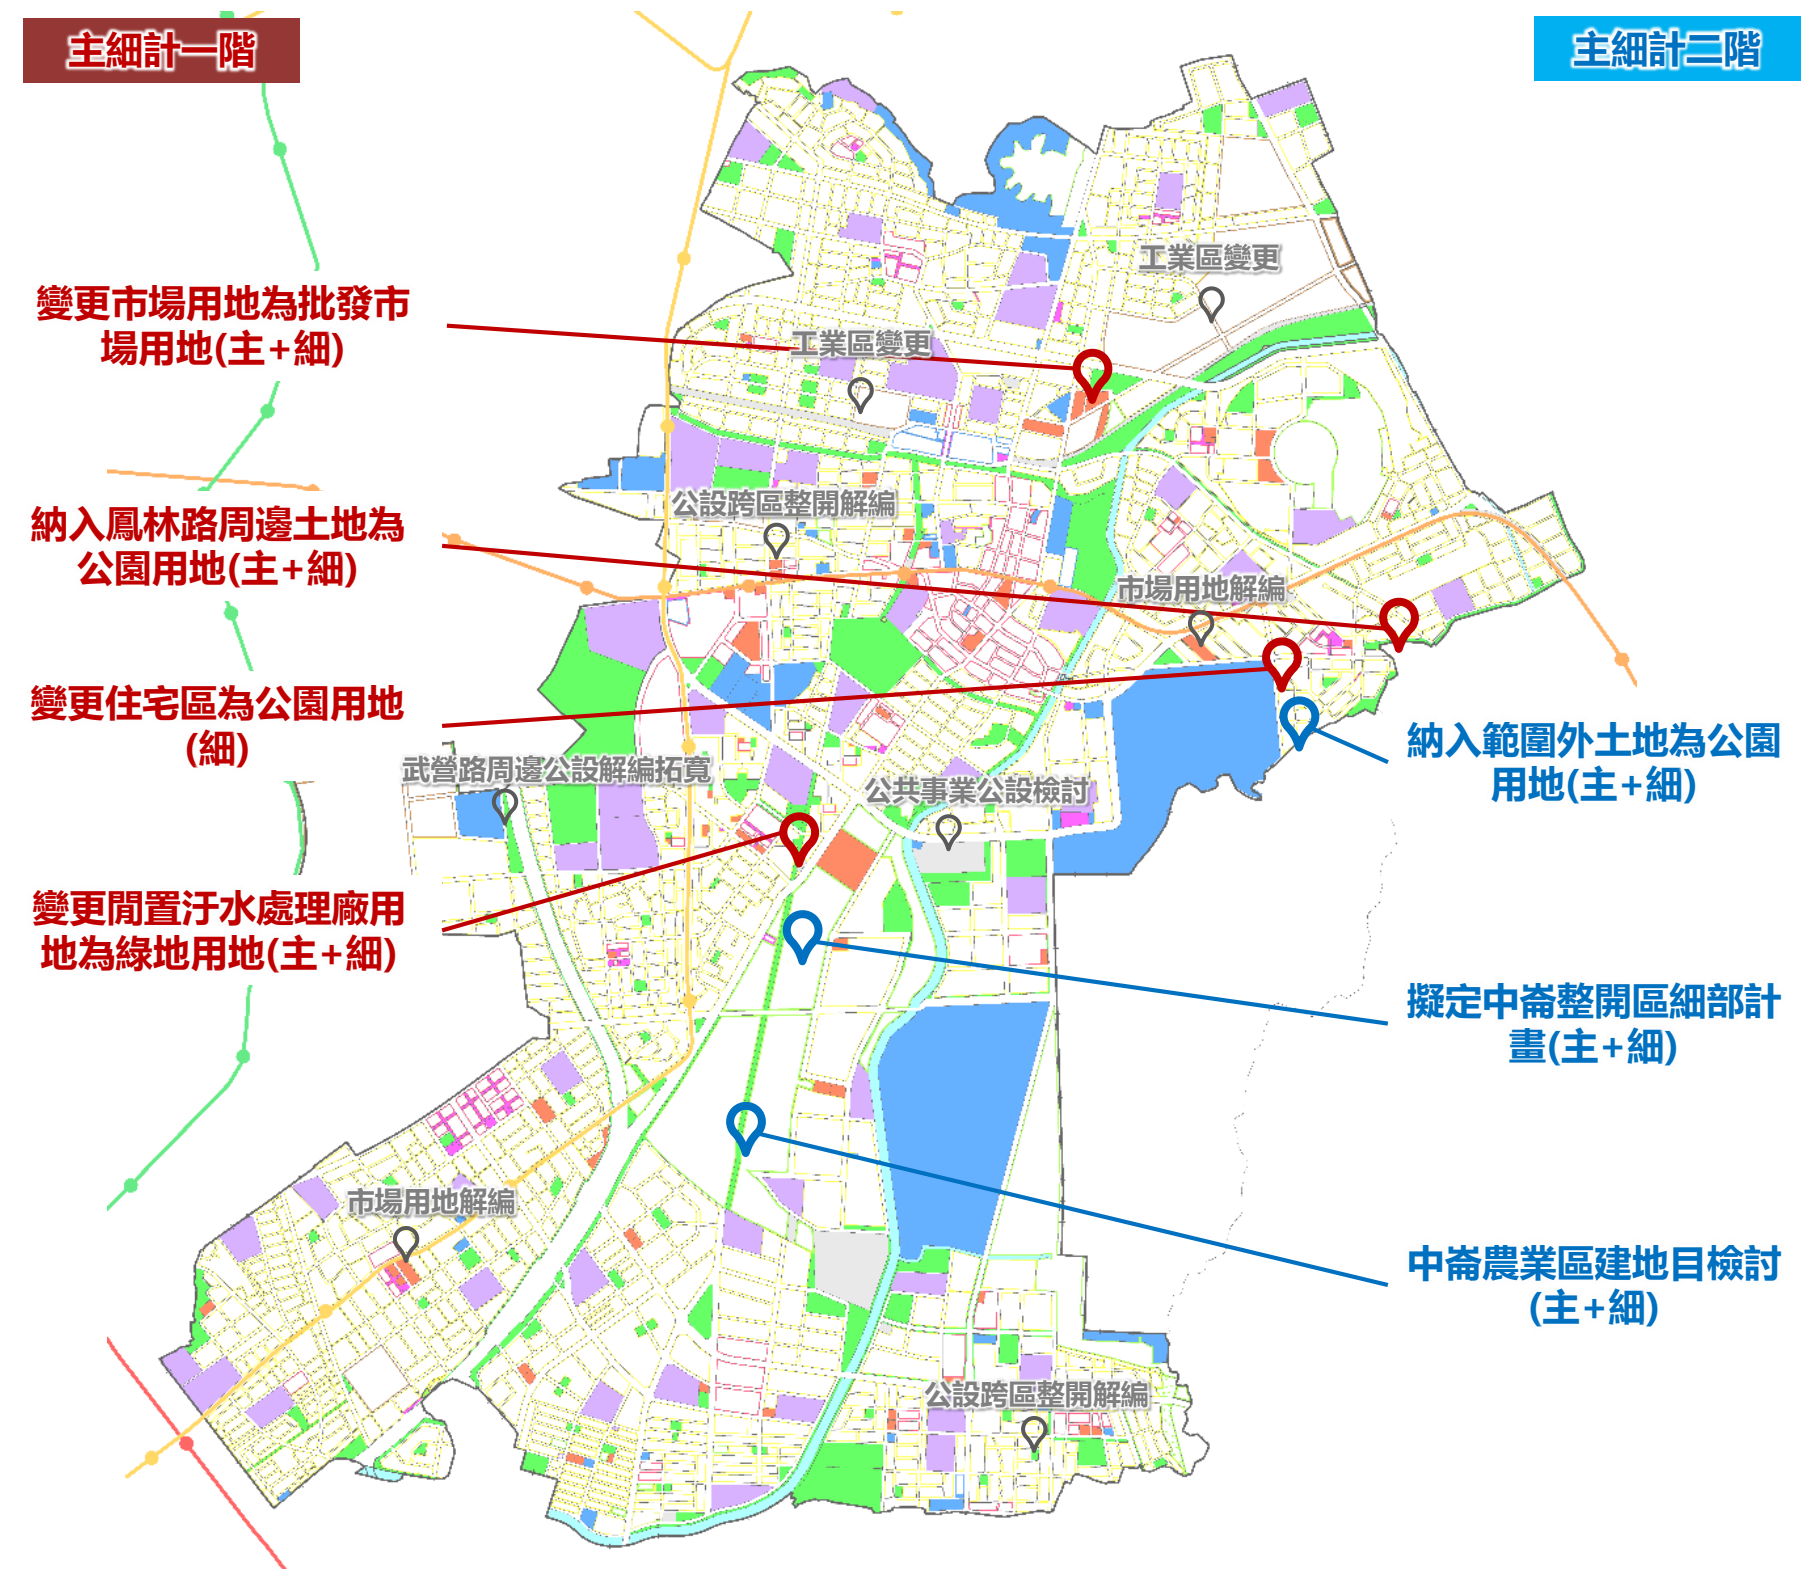 主細計一階
主細計二階
工業區變更
變更市場用地為批發市
場用地(主+細)
工業區變更
公設跨區整開解編
納入鳳林路周邊土地為
公園用地(主+細)
市場用地解編
變更住宅區為公園用地
(細)
納入範圍外土地為公園
用地(主+細)
武營路周邊公設解編拓寬
公共事業公設檢討
變更閒置汙水處理廠用
地為綠地用地(主+細)
擬定中崙整開區細部計
畫(主+細)
市場用地解編
中崙農業區建地目檢討
(主+細)
公設跨區整開解編